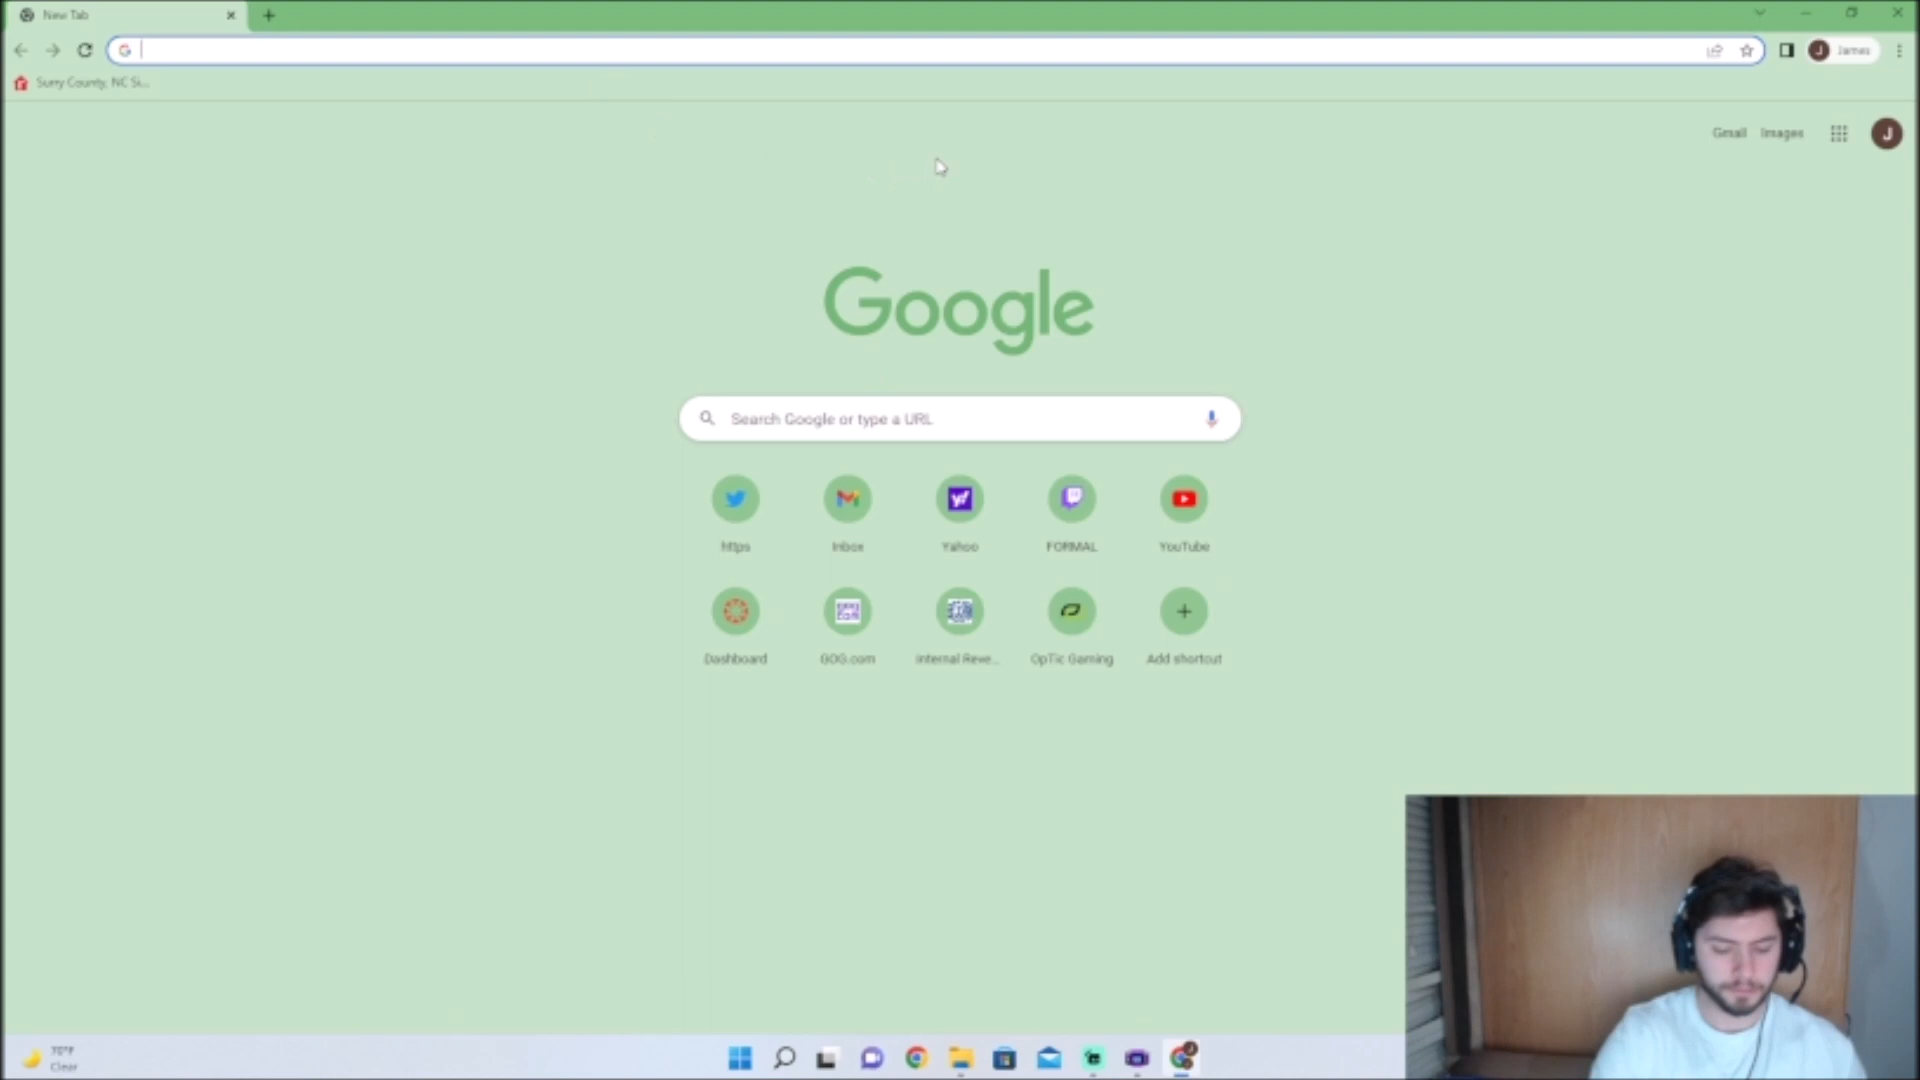 New Tab
James
Surry County, NC Si...
Gmail Images
J
Google
Search Google or type a URL
https Inbox Yahoo FORMAL YouTube
Dashboard GOG.com Internal Reve... OpTic Gaming Add shortcut
70°F
Clear